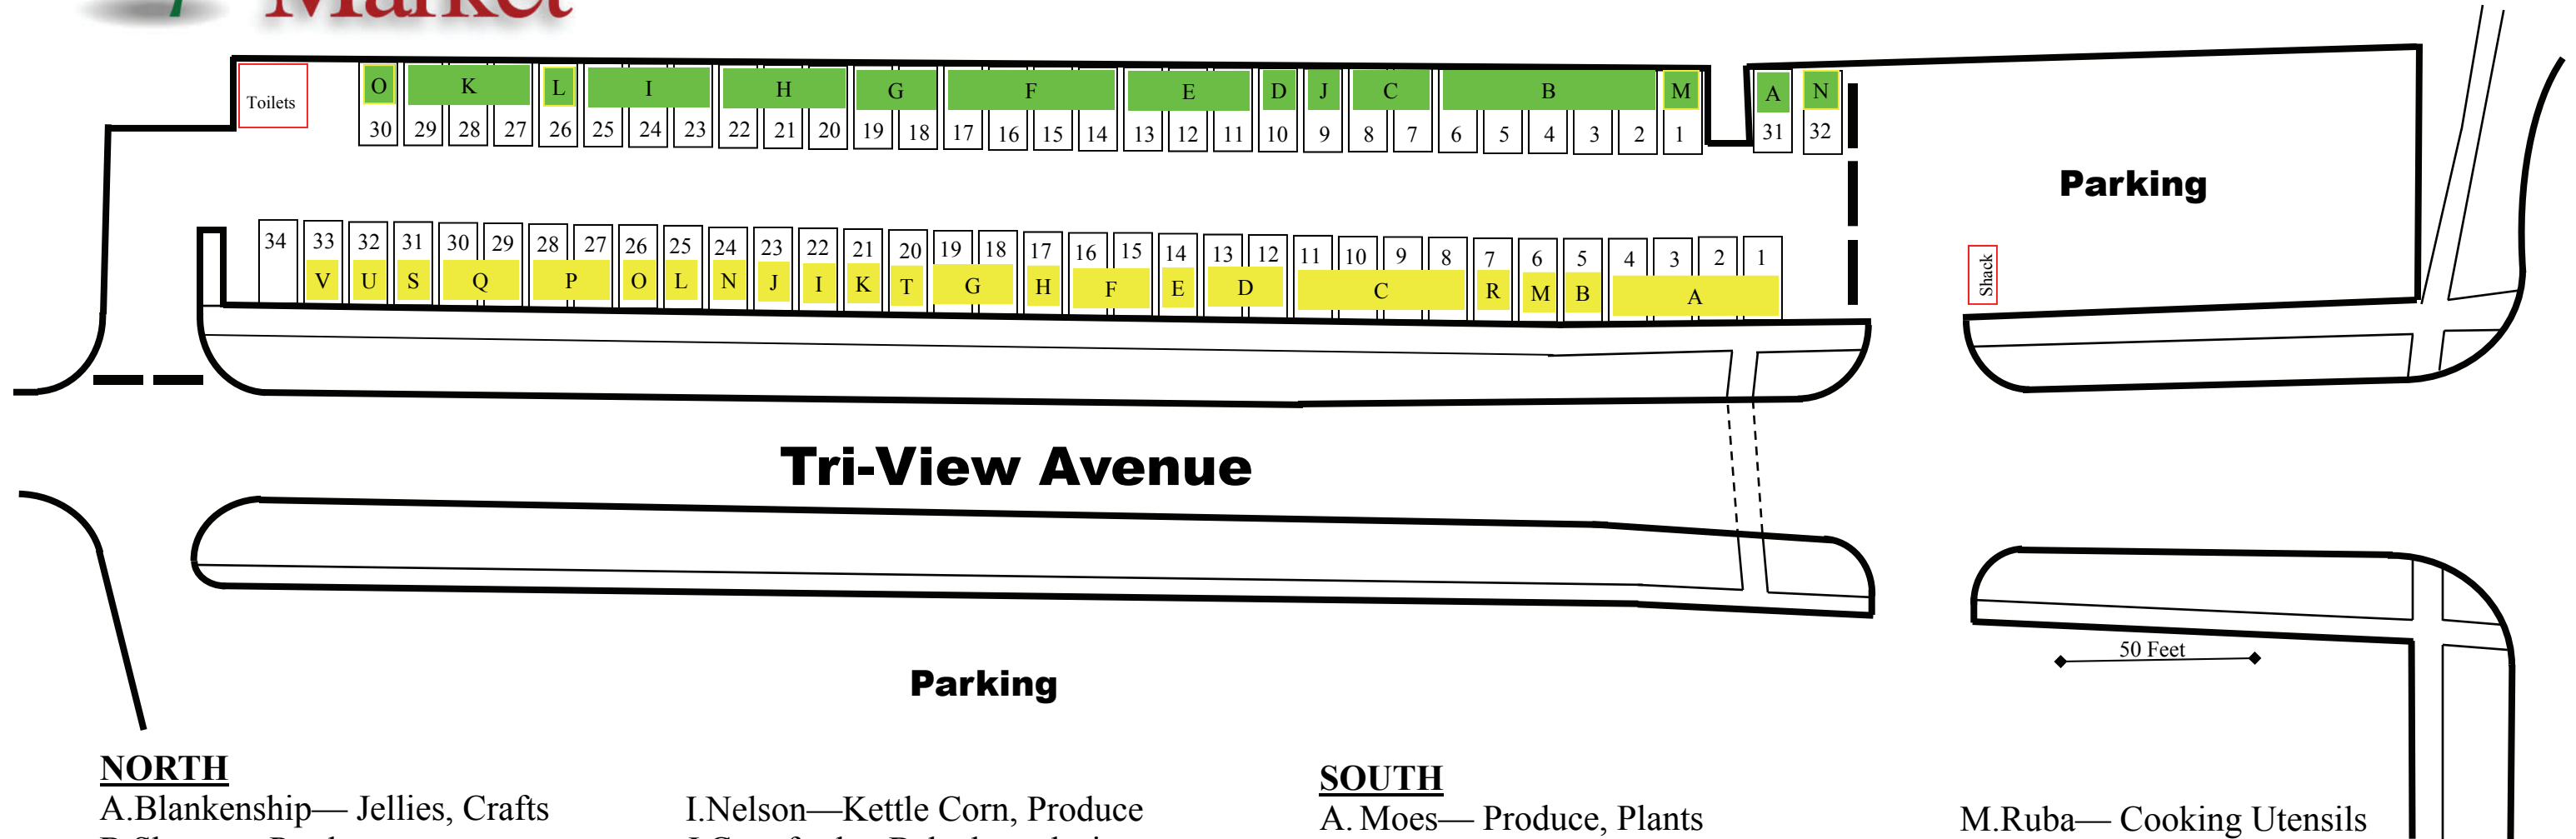 Market
Toilets
O K L I H G F E D J C B M A N
30 29 28 27 26 25 24 23 22 21 20 19 18 17 16 15 14 13 12 11 10 9 8 7 6 5 4 3 2 1 31 32
Parking
34 33 32 31 30 29 28 27 26 25 24 23 22 21 20 19 18 17 16 15 14 13 12 11 10 9 8 7 6 5 4 3 2 1
V U S Q P O L N J I K T G H F E D C R M B A
Shack
Tri-View Avenue
50 Feet
Parking
NORTH
A.Blankenship— Jellies, Crafts
I.Nelson—Kettle Corn, Produce
SOUTH
A. Moes— Produce, Plants
M.Ruba— Cooking Utensils